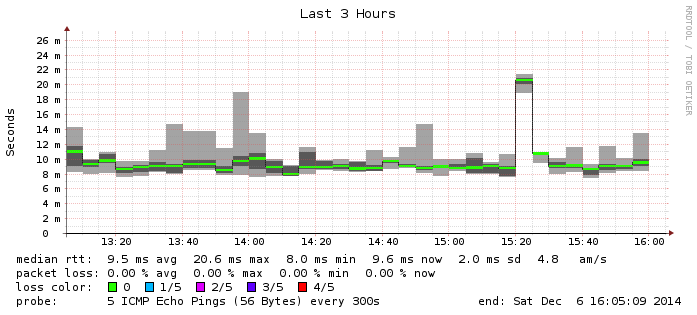 Last 3 Hours
RRDTOOL / TOBI OETIKER
Seconds
26 m
24 m
22 m
20 m
18 m
16 m
14 m
12 m
10 m
8 m
6 m
4 m
2 m
0
13:20 13:40 14:00 14:20 14:40 15:00 15:20 15:40 16:00
median rtt: 9.5 ms avg 20.6 ms max 8.0 ms min 9.6 ms now 2.0 ms sd 4.8 am/s
packet loss: 0.00 % avg 0.00 % max 0.00 % min 0.00 % now
loss color: 0 1/5 2/5 3/5 4/5
probe: 5 ICMP Echo Pings (56 Bytes) every 300s end: Sat Dec 6 16:05:09 2014